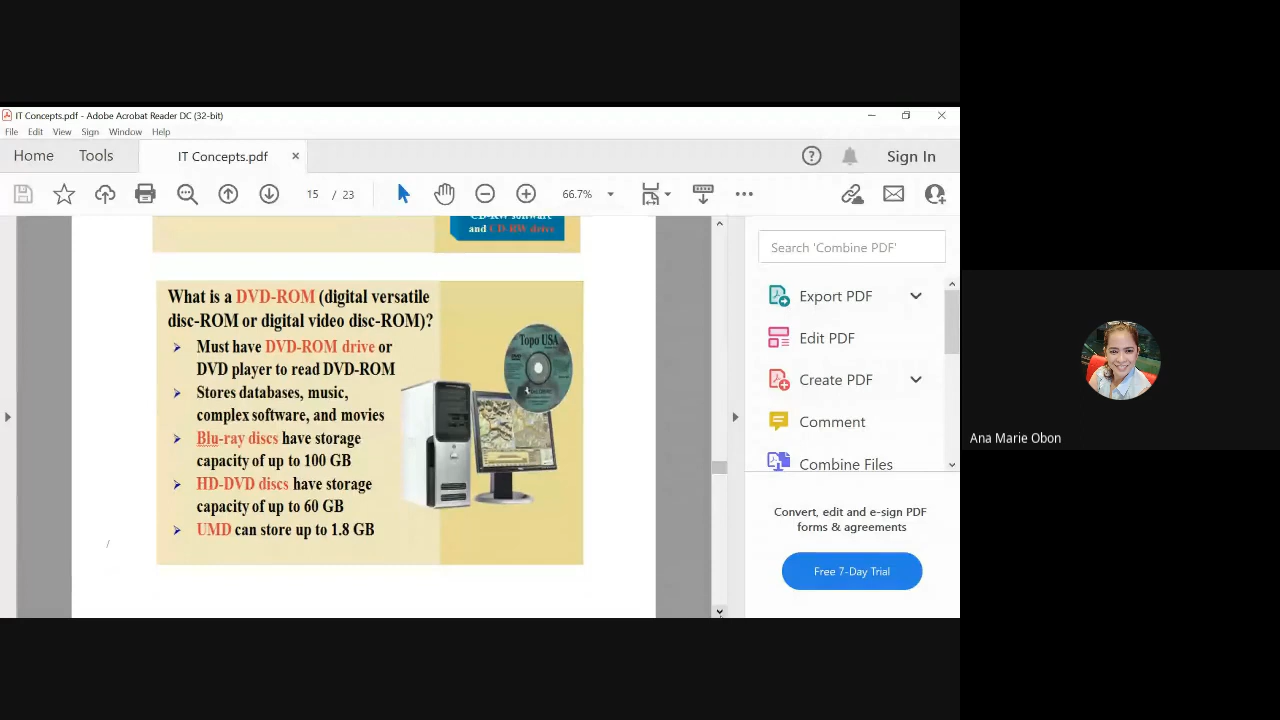 IT Concepts.pdf - Adobe Acrobat Reader DC (32-bit)
File Edit View Sign Window Help
Home Tools IT Concepts.pdf × Sign In
15 / 23 66.7%
CD-RW software
and CD-RW drive
What is a DVD-ROM (digital versatile
disc-ROM or digital video disc-ROM)?
Must have DVD-ROM drive or
DVD player to read DVD-ROM
Stores databases, music,
complex software, and movies
Blu-ray discs have storage
capacity of up to 100 GB
HD-DVD discs have storage
capacity of up to 60 GB
UMD can store up to 1.8 GB
Topo USA
DVD
/
Search 'Combine PDF'
Export PDF
Edit PDF
Create PDF
Comment
Combine Files
Convert, edit and e-sign PDF
forms & agreements
Free 7-Day Trial
Ana Marie Obon